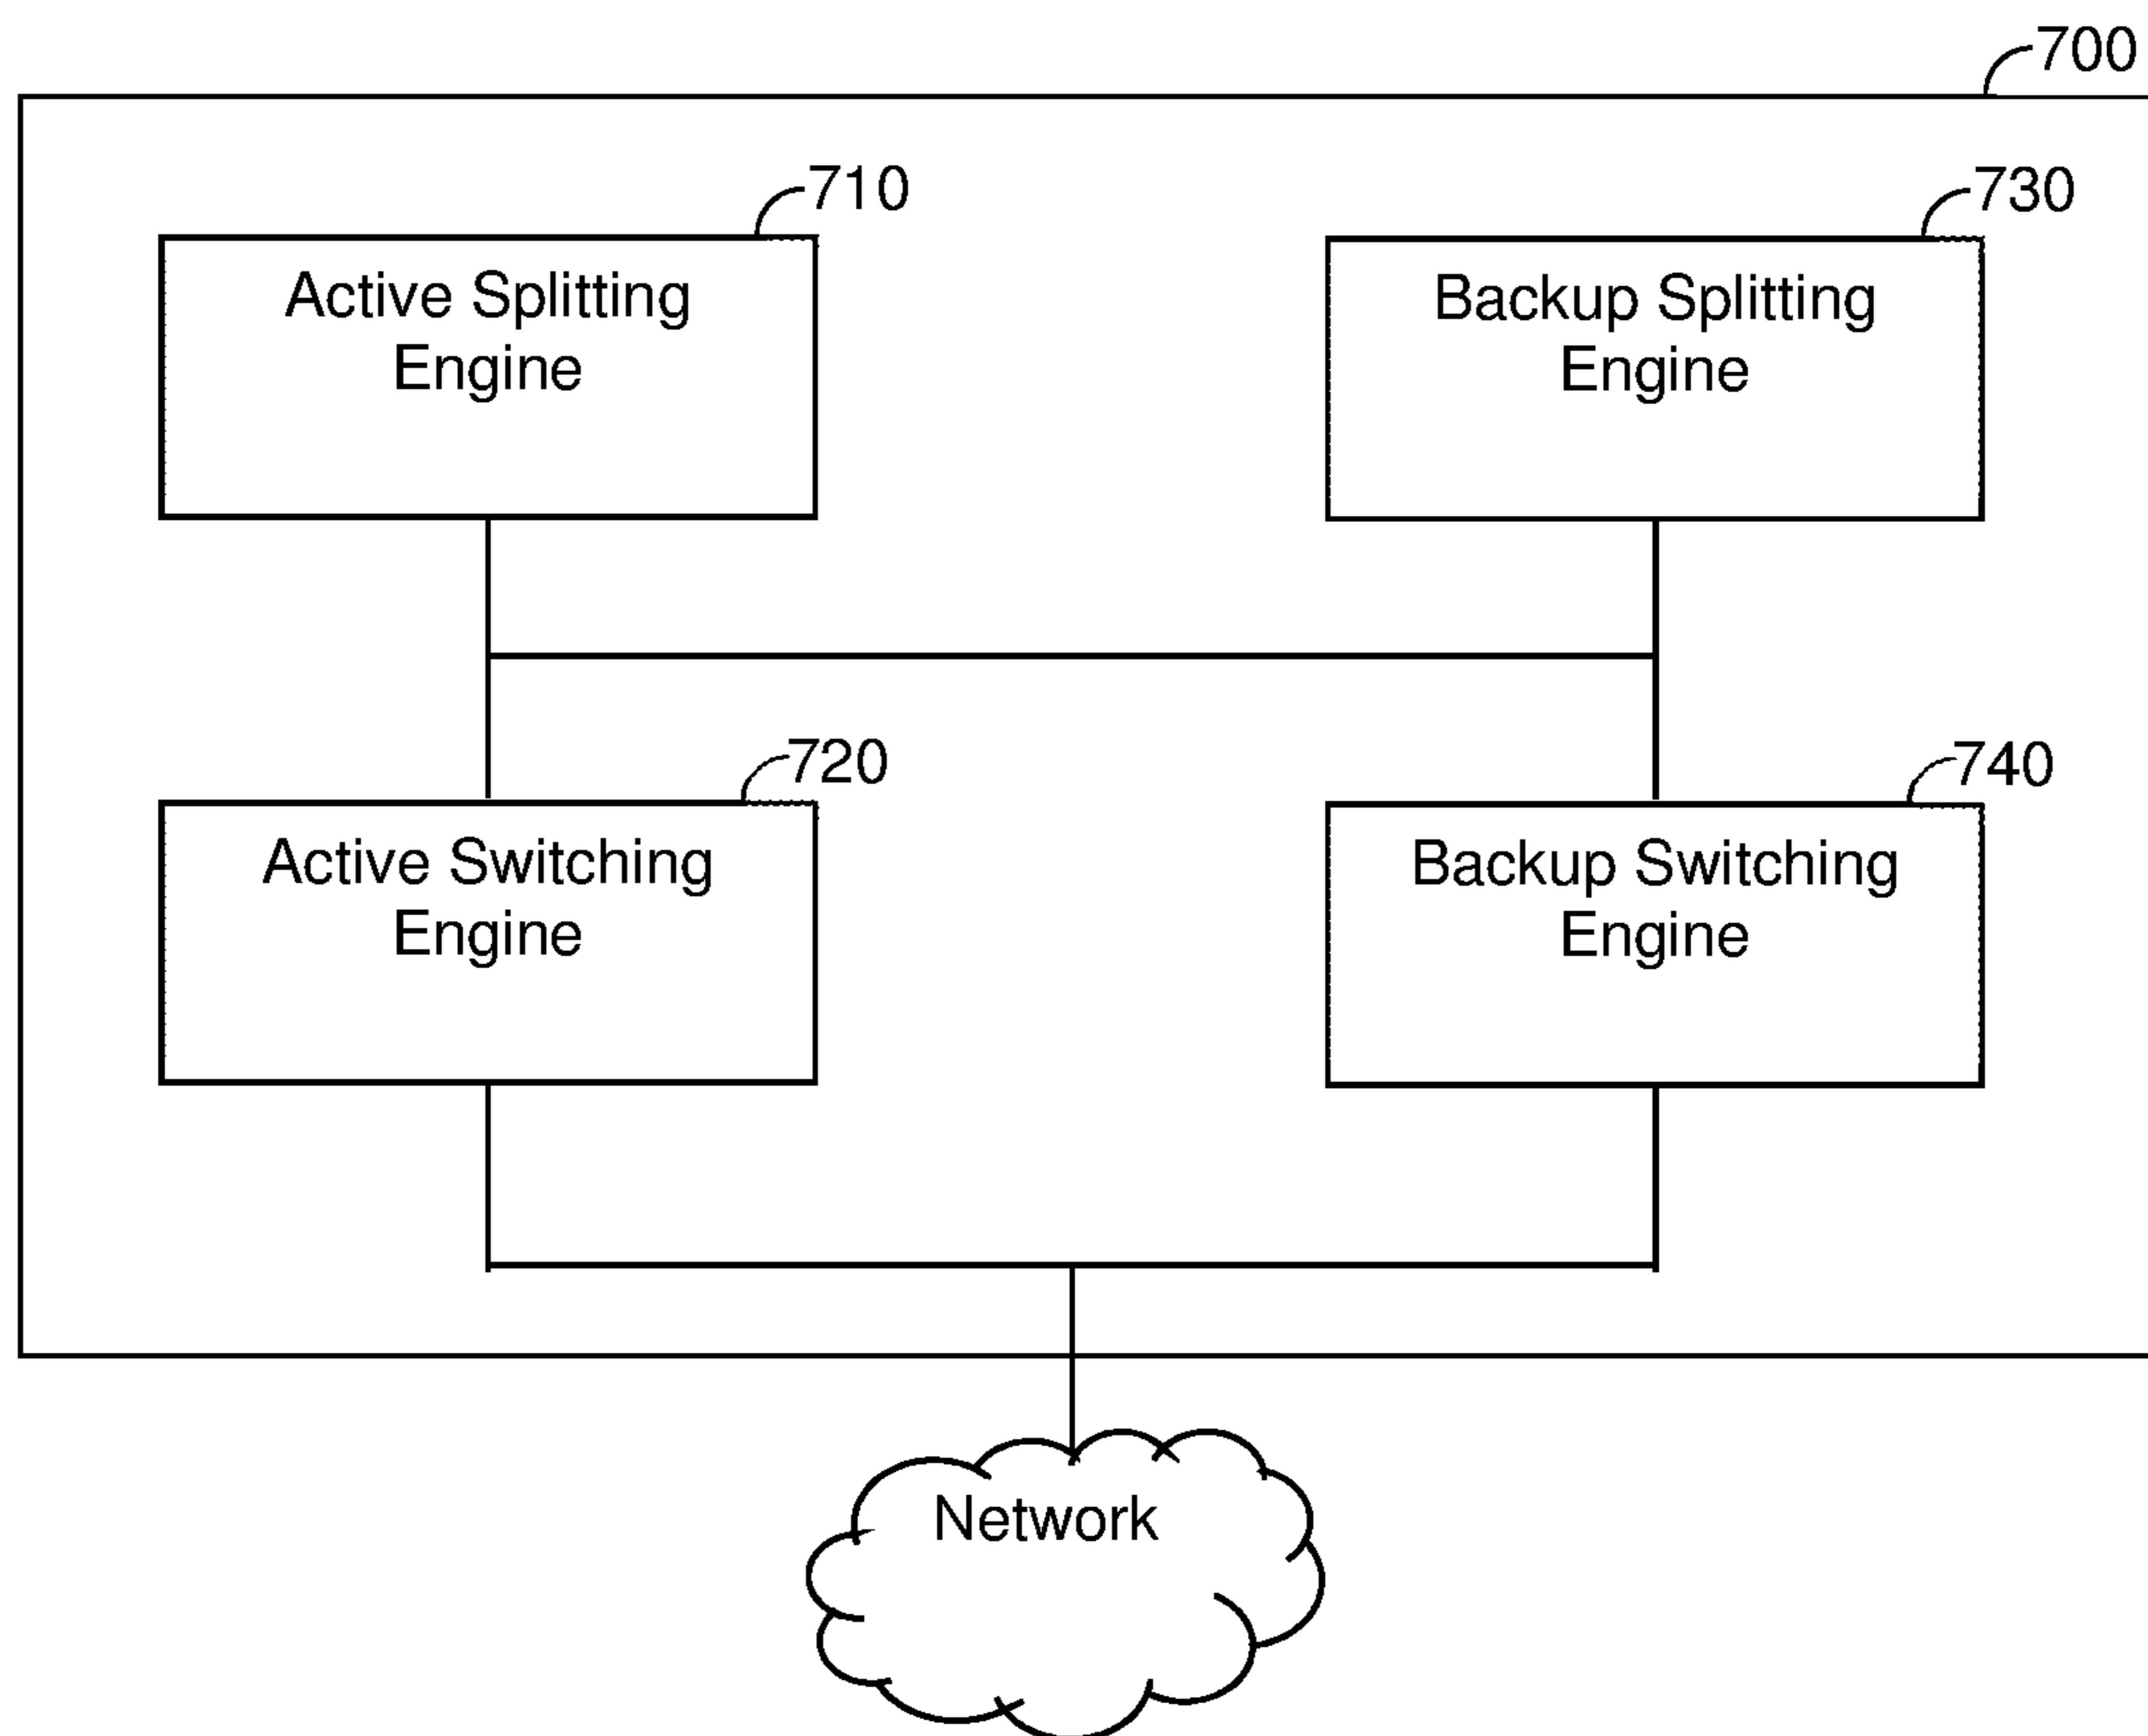 700
710
730
Active Splitting
Engine
Backup Splitting
Engine
720
740
Active Switching
Engine
Backup Switching
Engine
Network